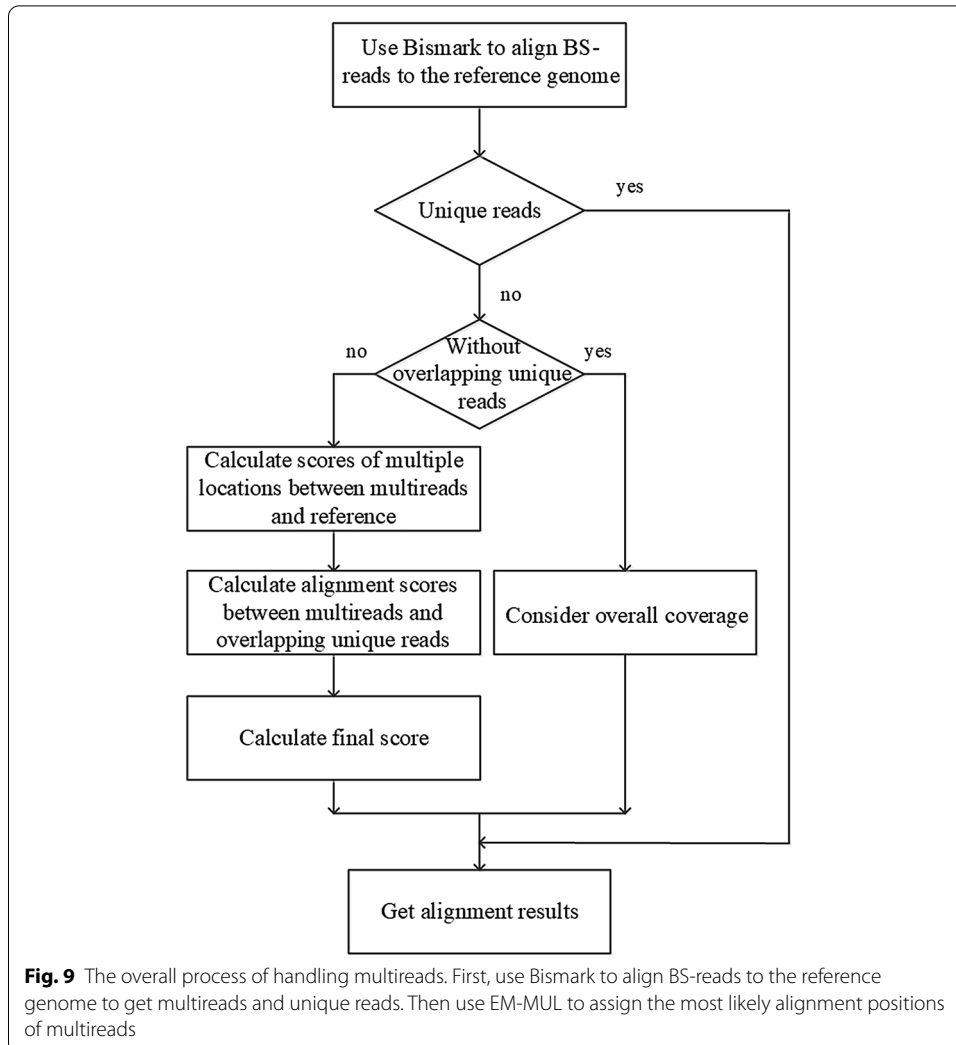 Use Bismark to align BS-
reads to the reference genome
Unique reads
yes
no
Without
overlapping unique
reads
no
yes
Calculate scores of multiple
locations between multireads
and reference
Calculate alignment scores
between multireads and
overlapping unique reads
Consider overall coverage
Calculate final score
Get alignment results
Fig. 9 The overall process of handling multireads. First, use Bismark to align BS-reads to the reference
genome to get multireads and unique reads. Then use EM-MUL to assign the most likely alignment positions
of multireads